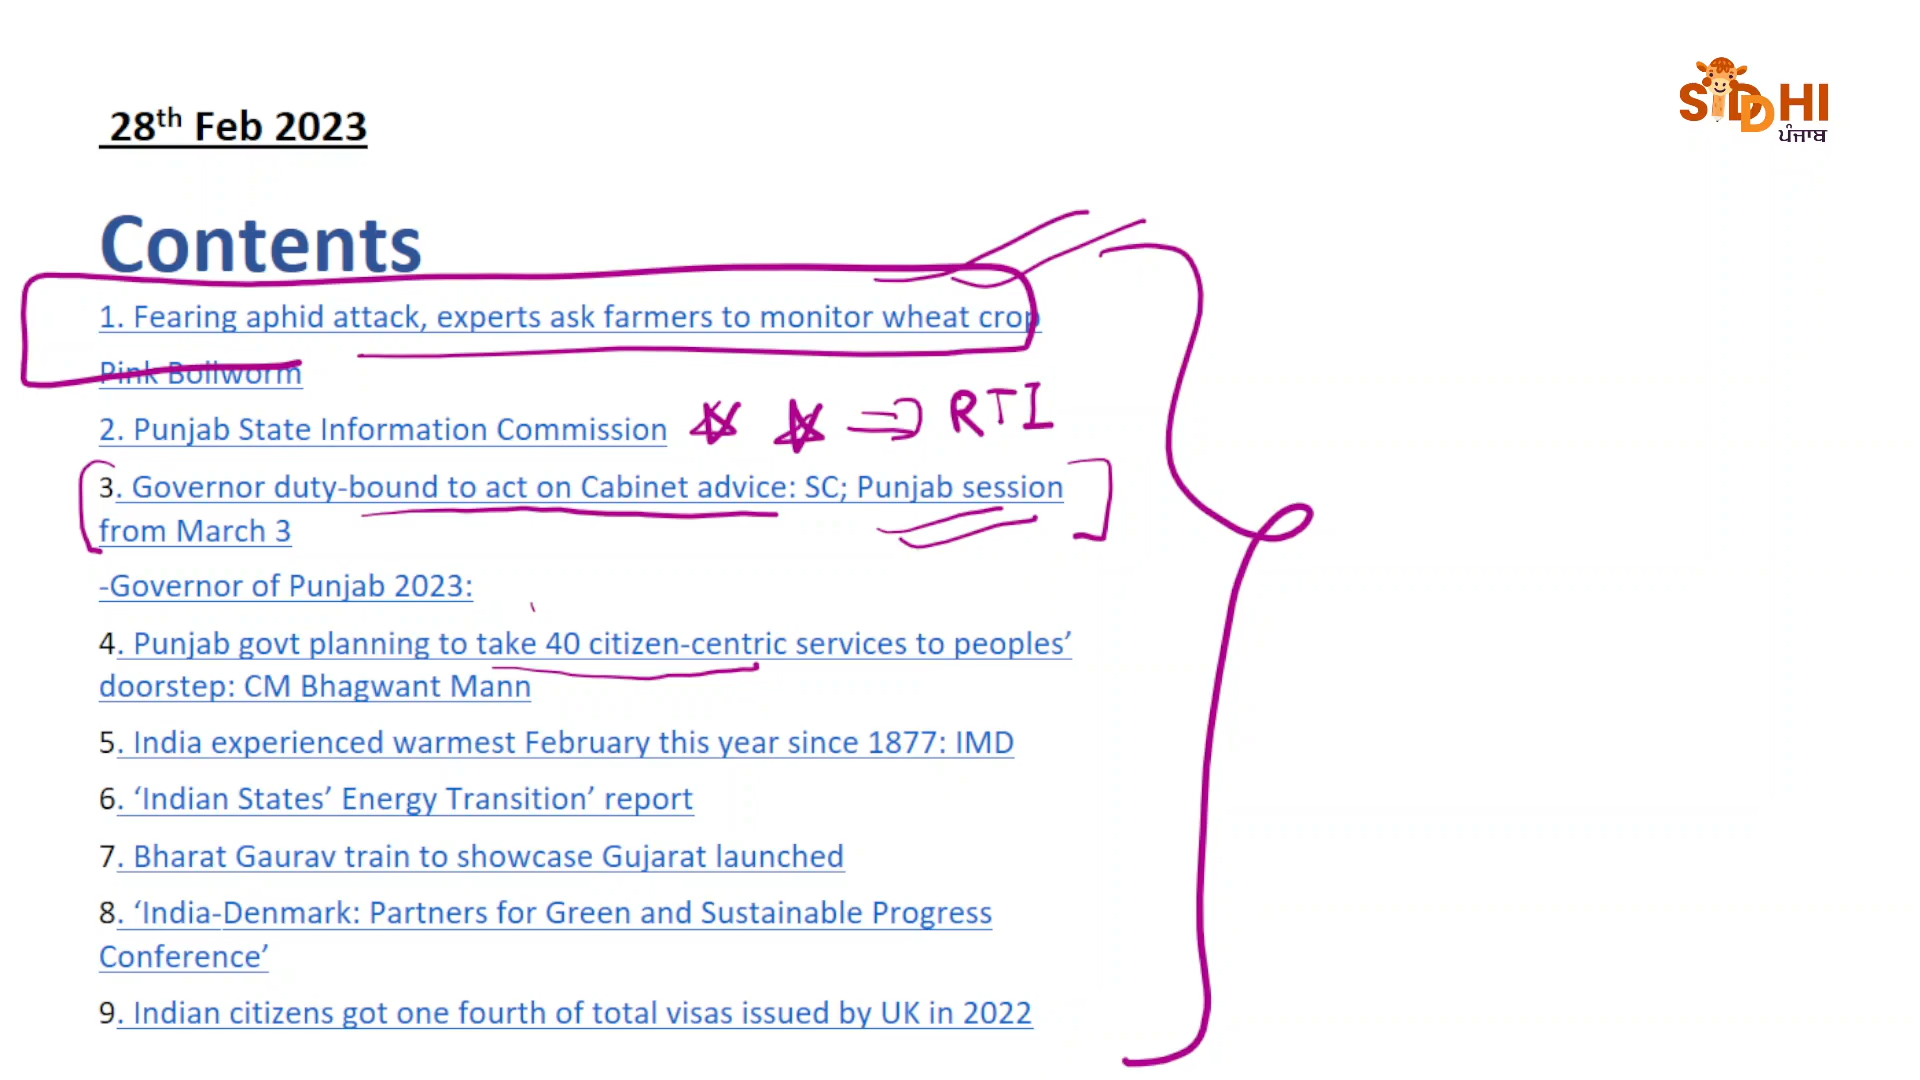 SIDDHI
ਪੰਜਾਬ
28th Feb 2023
Contents
1. Fearing aphid attack, experts ask farmers to monitor wheat crop
Pink Bollworm
2. Punjab State Information Commission
RTI
3. Governor duty-bound to act on Cabinet advice: SC; Punjab session
from March 3
-Governor of Punjab 2023:
4. Punjab govt planning to take 40 citizen-centric services to peoples’
doorstep: CM Bhagwant Mann
5. India experienced warmest February this year since 1877: IMD
6. ‘Indian States’ Energy Transition’ report
7. Bharat Gaurav train to showcase Gujarat launched
8. ‘India-Denmark: Partners for Green and Sustainable Progress
Conference’
9. Indian citizens got one fourth of total visas issued by UK in 2022